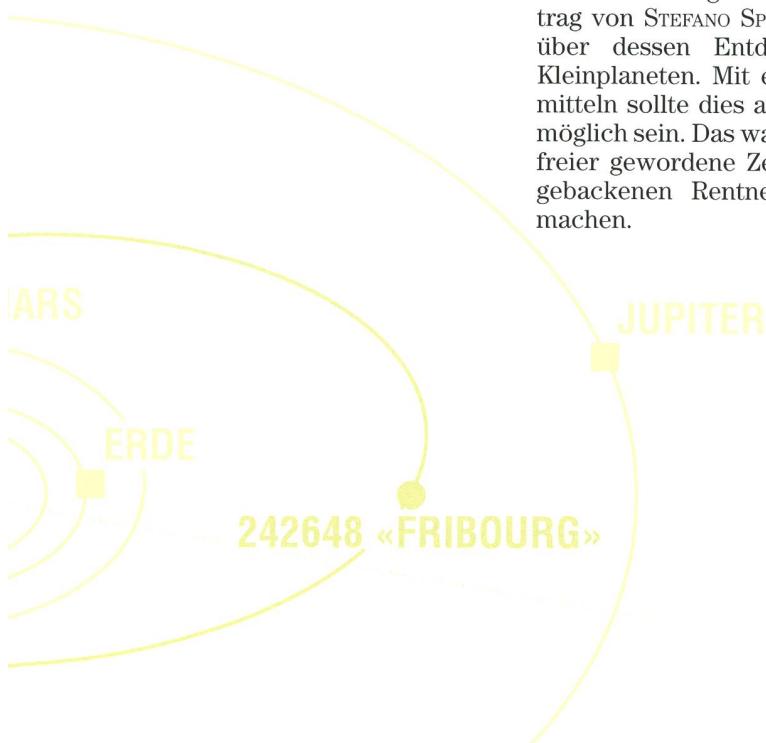 trag von STEFANO SP
über dessen Entd
Kleinplaneten. Mit e
mitteln sollte dies a
möglich sein. Das wa
freier gewordene Ze
gebackenen Rentne
machen.
ARS
JUPITER
ERDE
242648 «FRIBOURG»